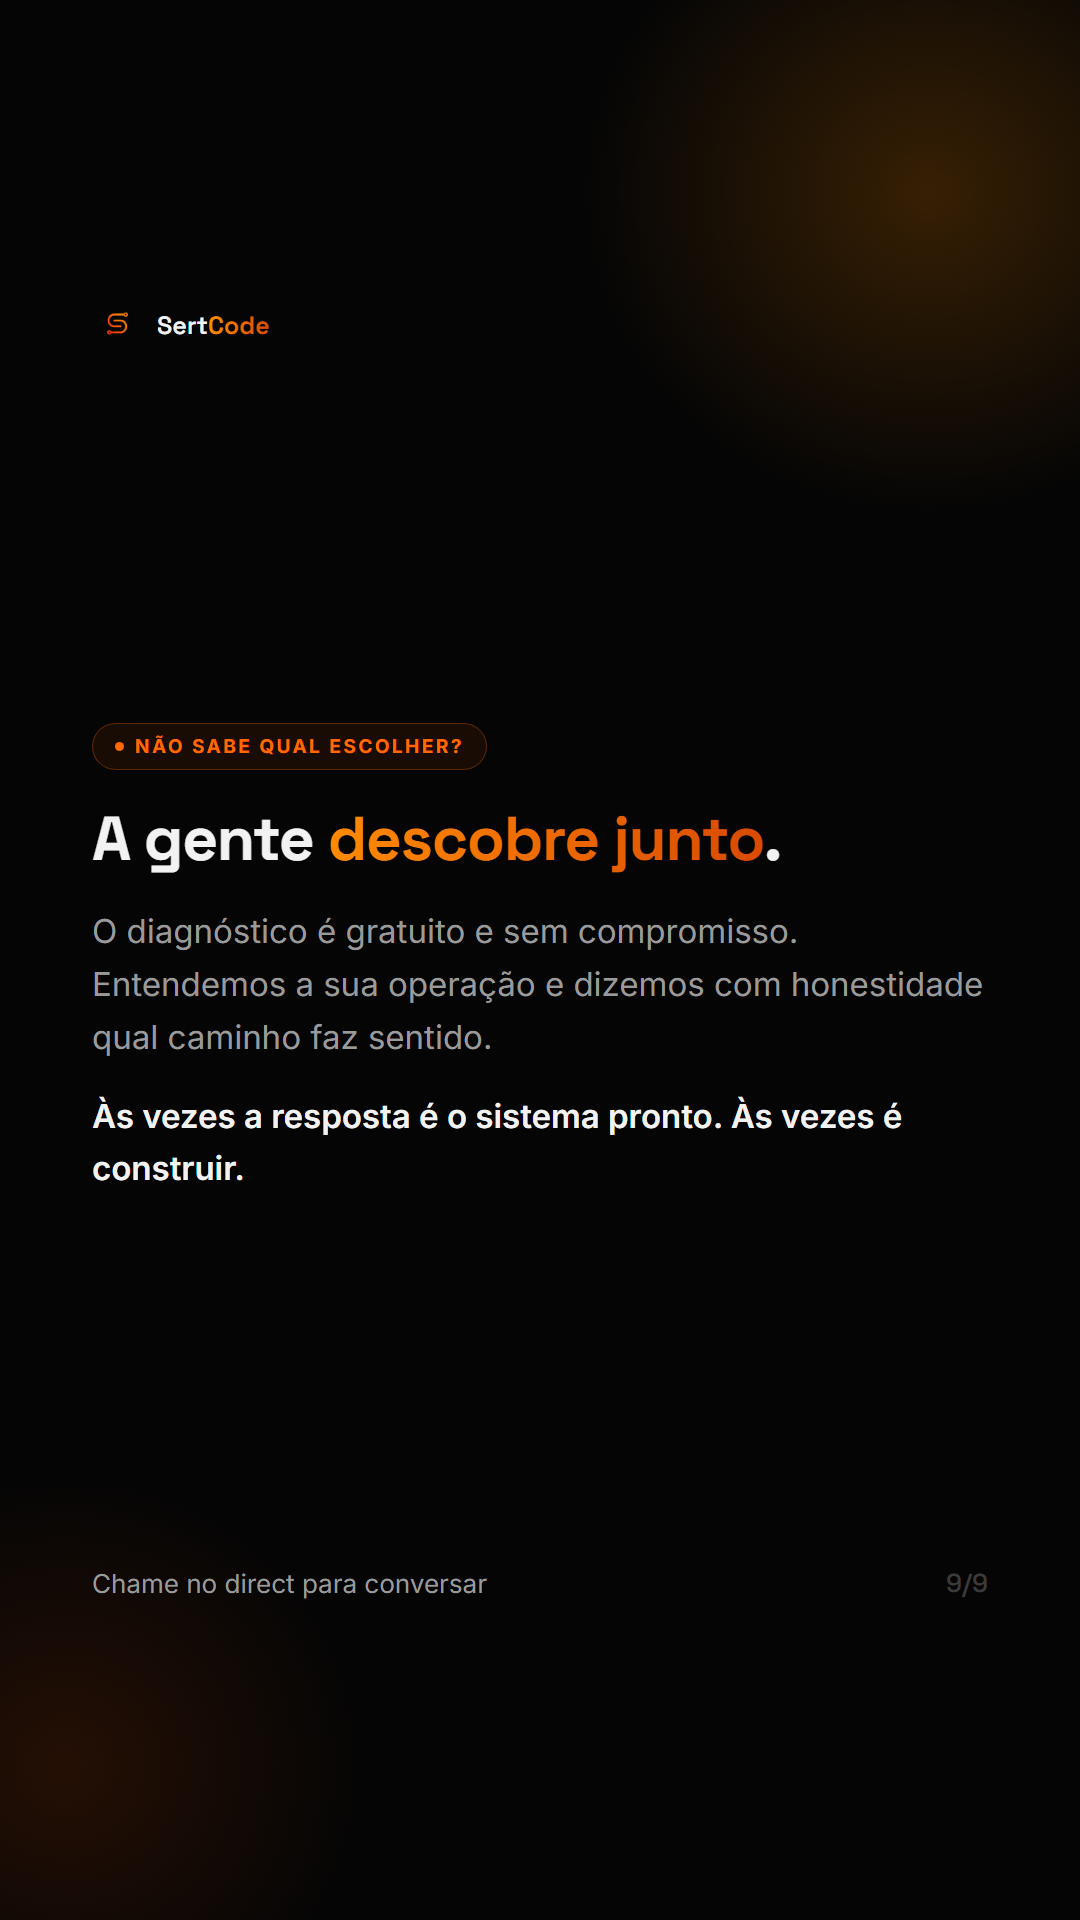 SertCode
NÃO SABE QUAL ESCOLHER?
A gente descobre junto.
O diagnóstico é gratuito e sem compromisso.
Entendemos a sua operação e dizemos com honestidade
qual caminho faz sentido.
Às vezes a resposta é o sistema pronto. Às vezes é
construir.
Chame no direct para conversar
9/9